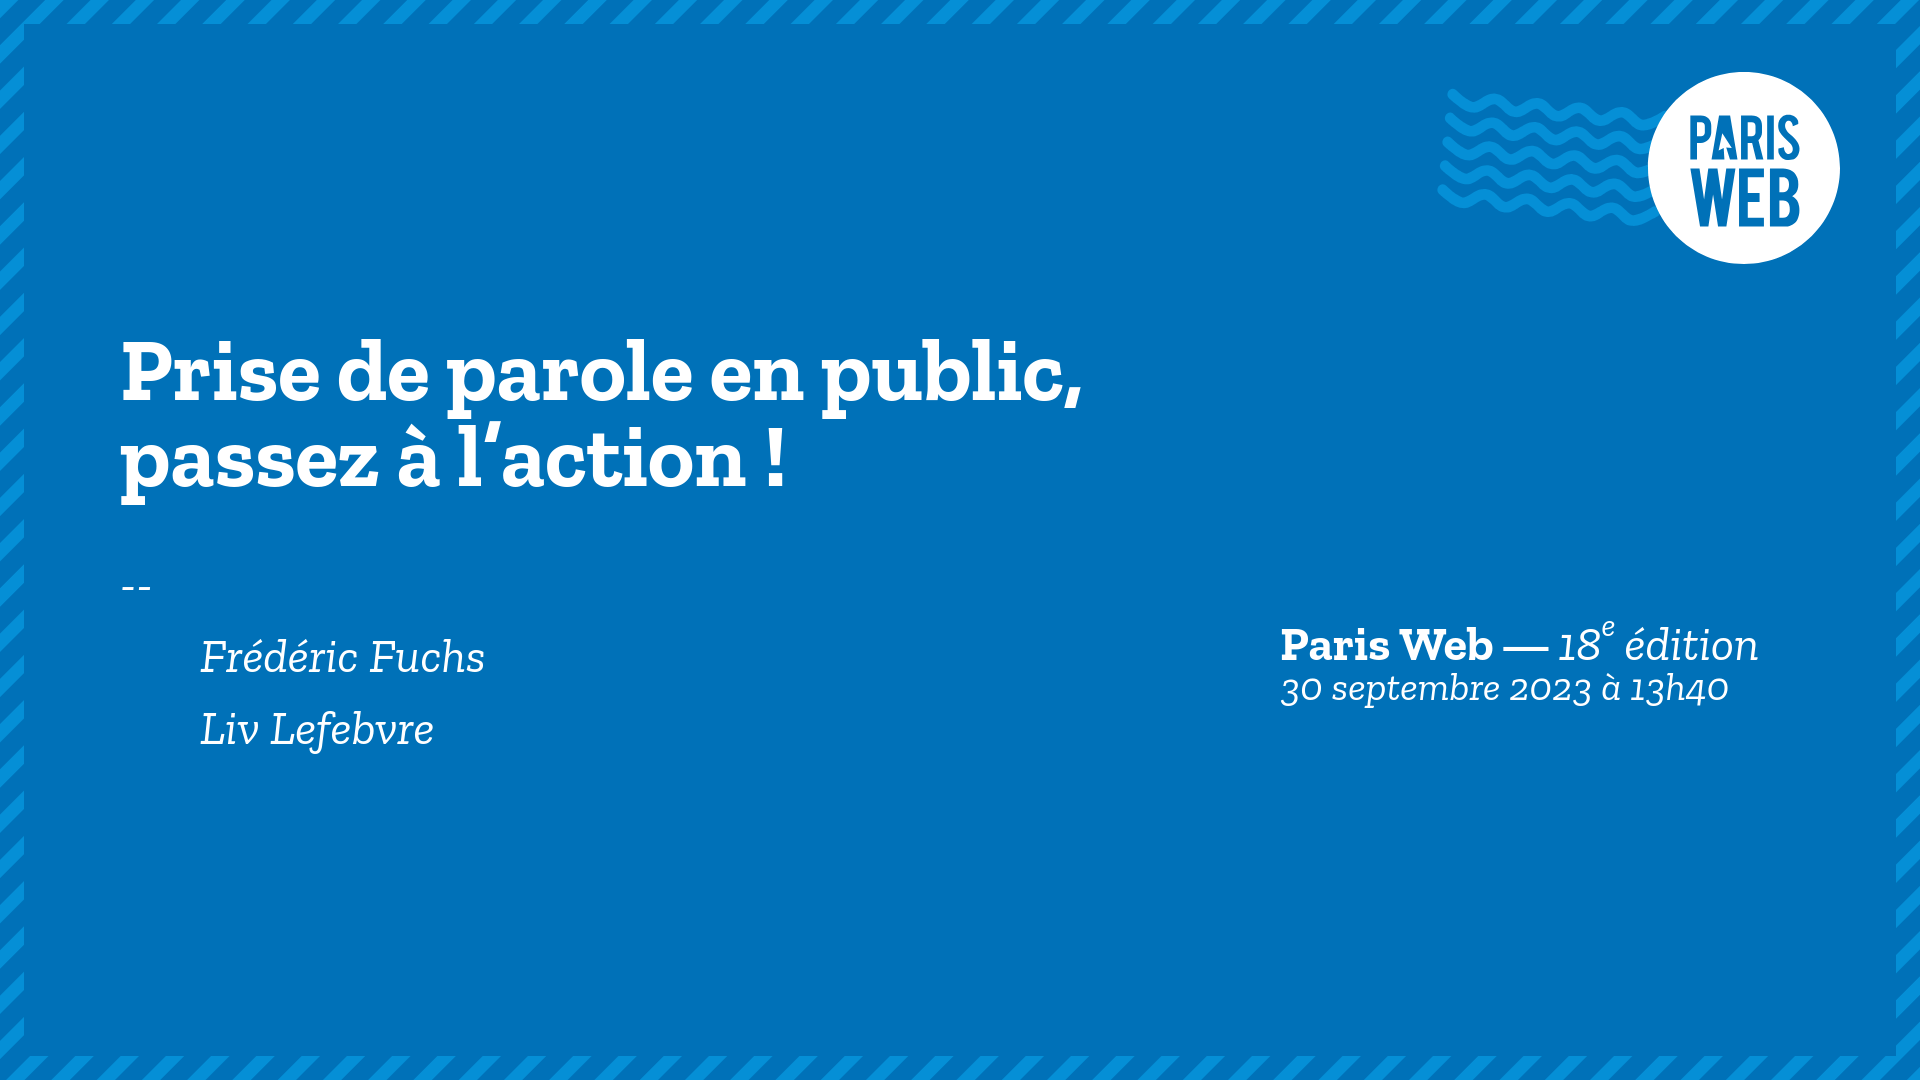 PARIS
WEB
Prise de parole en public,
passez à l’action !
--
Frédéric Fuchs
Liv Lefebvre
Paris Web — 18e édition
30 septembre 2023 à 13h40